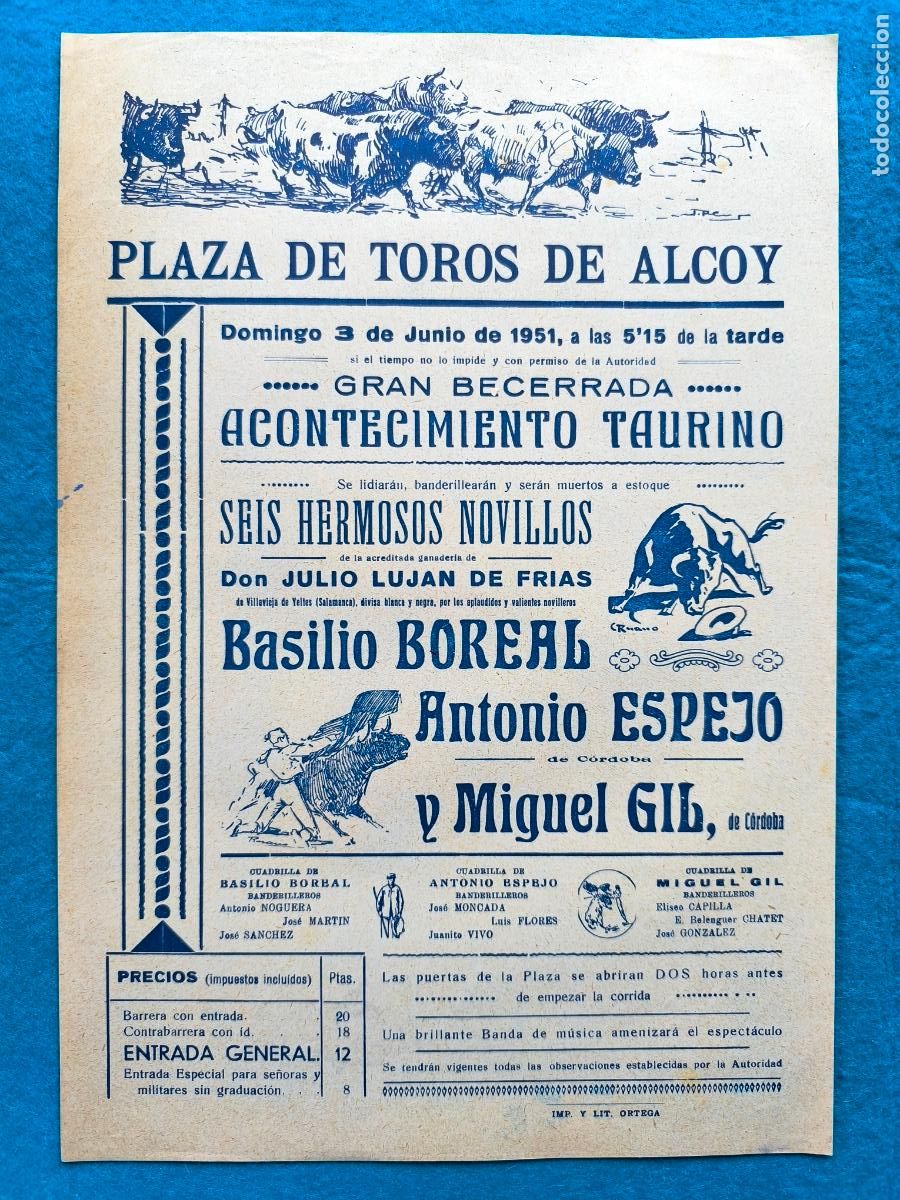 todocoleccion
PLAZA DE TOROS DE ALCOY
Domingo 3 de Junio de 1951, a las 5'15 de la tarde
si el tiempo no lo impide y con permiso de la Autoridad
GRAN BECERRADA
ACONTECIMIENTO TAURINO
Se lidiarán, banderillearán y serán muertos a estoque
SEIS HERMOSOS NOVILLOS
de la acreditada ganadería de
Don JULIO LUJAN DE FRIAS
de Villavieja de Yeltes (Salamanca), divisa blanca y negra, por los aplaudidos y valientes novilleros
C Ruano
Basilio BOREAL
Antonio ESPEJO
de Córdoba
y Miguel GIL, de Córdoba
CUADRILLA DE
BASILIO BOREAL
BANDERILLEROS
Antonio NOGUERA
José MARTIN
José SANCHEZ
CUADRILLA DE
ANTONIO ESPEJO
BANDERILLEROS
José MONCADA
Luis FLORES
Juanito VIVO
CUADRILLA DE
MIGUEL GIL
BANDERILLEROS
Eliseo CAPILLA
E. Belenguer CHATET
José GONZALEZ
PRECIOS (impuestos incluídos) Ptas.
Barrera con entrada. 20
Contrabarrera con íd. . . 18
ENTRADA GENERAL. 12
Entrada Especial para señoras y
militares sin graduación. . . 8
Las puertas de la Plaza se abriran DOS horas antes
de empezar la corrida
Una brillante Banda de música amenizará el espectáculo
Se tendrán vigentes todas las observaciones establecidas por la Autoridad
IMP. Y LIT. ORTEGA